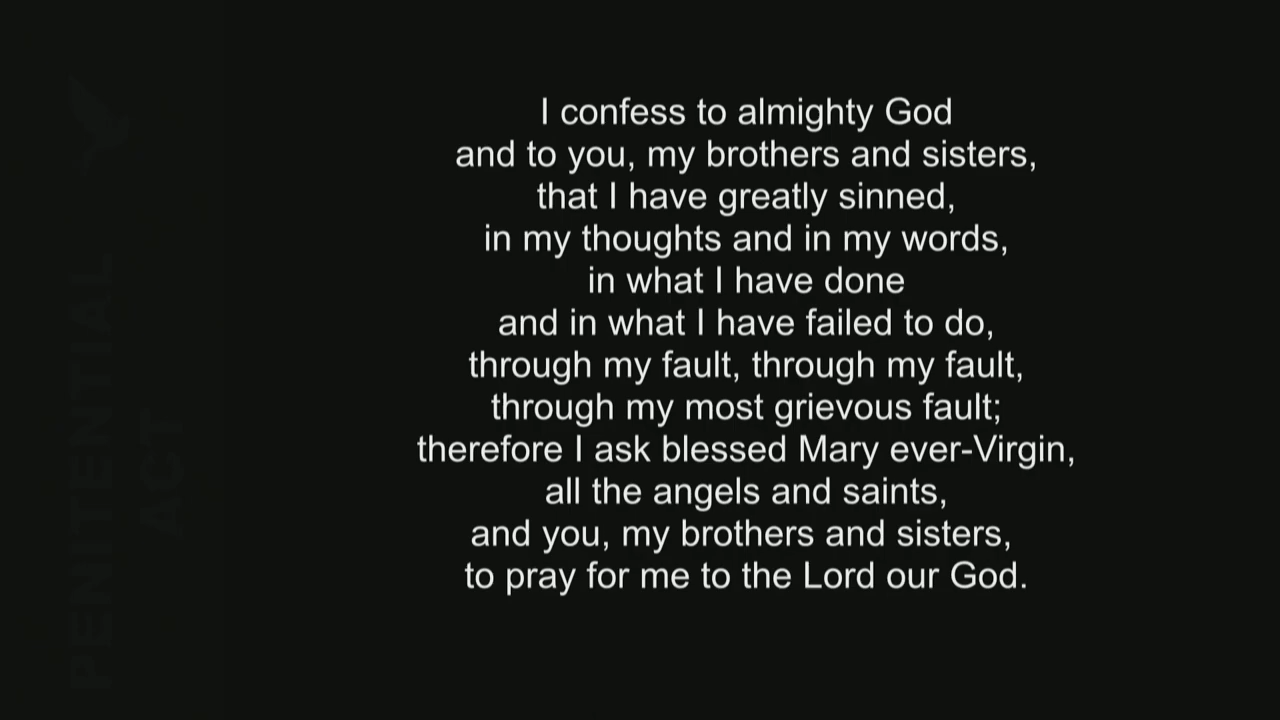 PENITENTIAL
ACT
I confess to almighty God
and to you, my brothers and sisters,
that I have greatly sinned,
in my thoughts and in my words,
in what I have done
and in what I have failed to do,
through my fault, through my fault,
through my most grievous fault;
therefore I ask blessed Mary ever-Virgin,
all the angels and saints,
and you, my brothers and sisters,
to pray for me to the Lord our God.